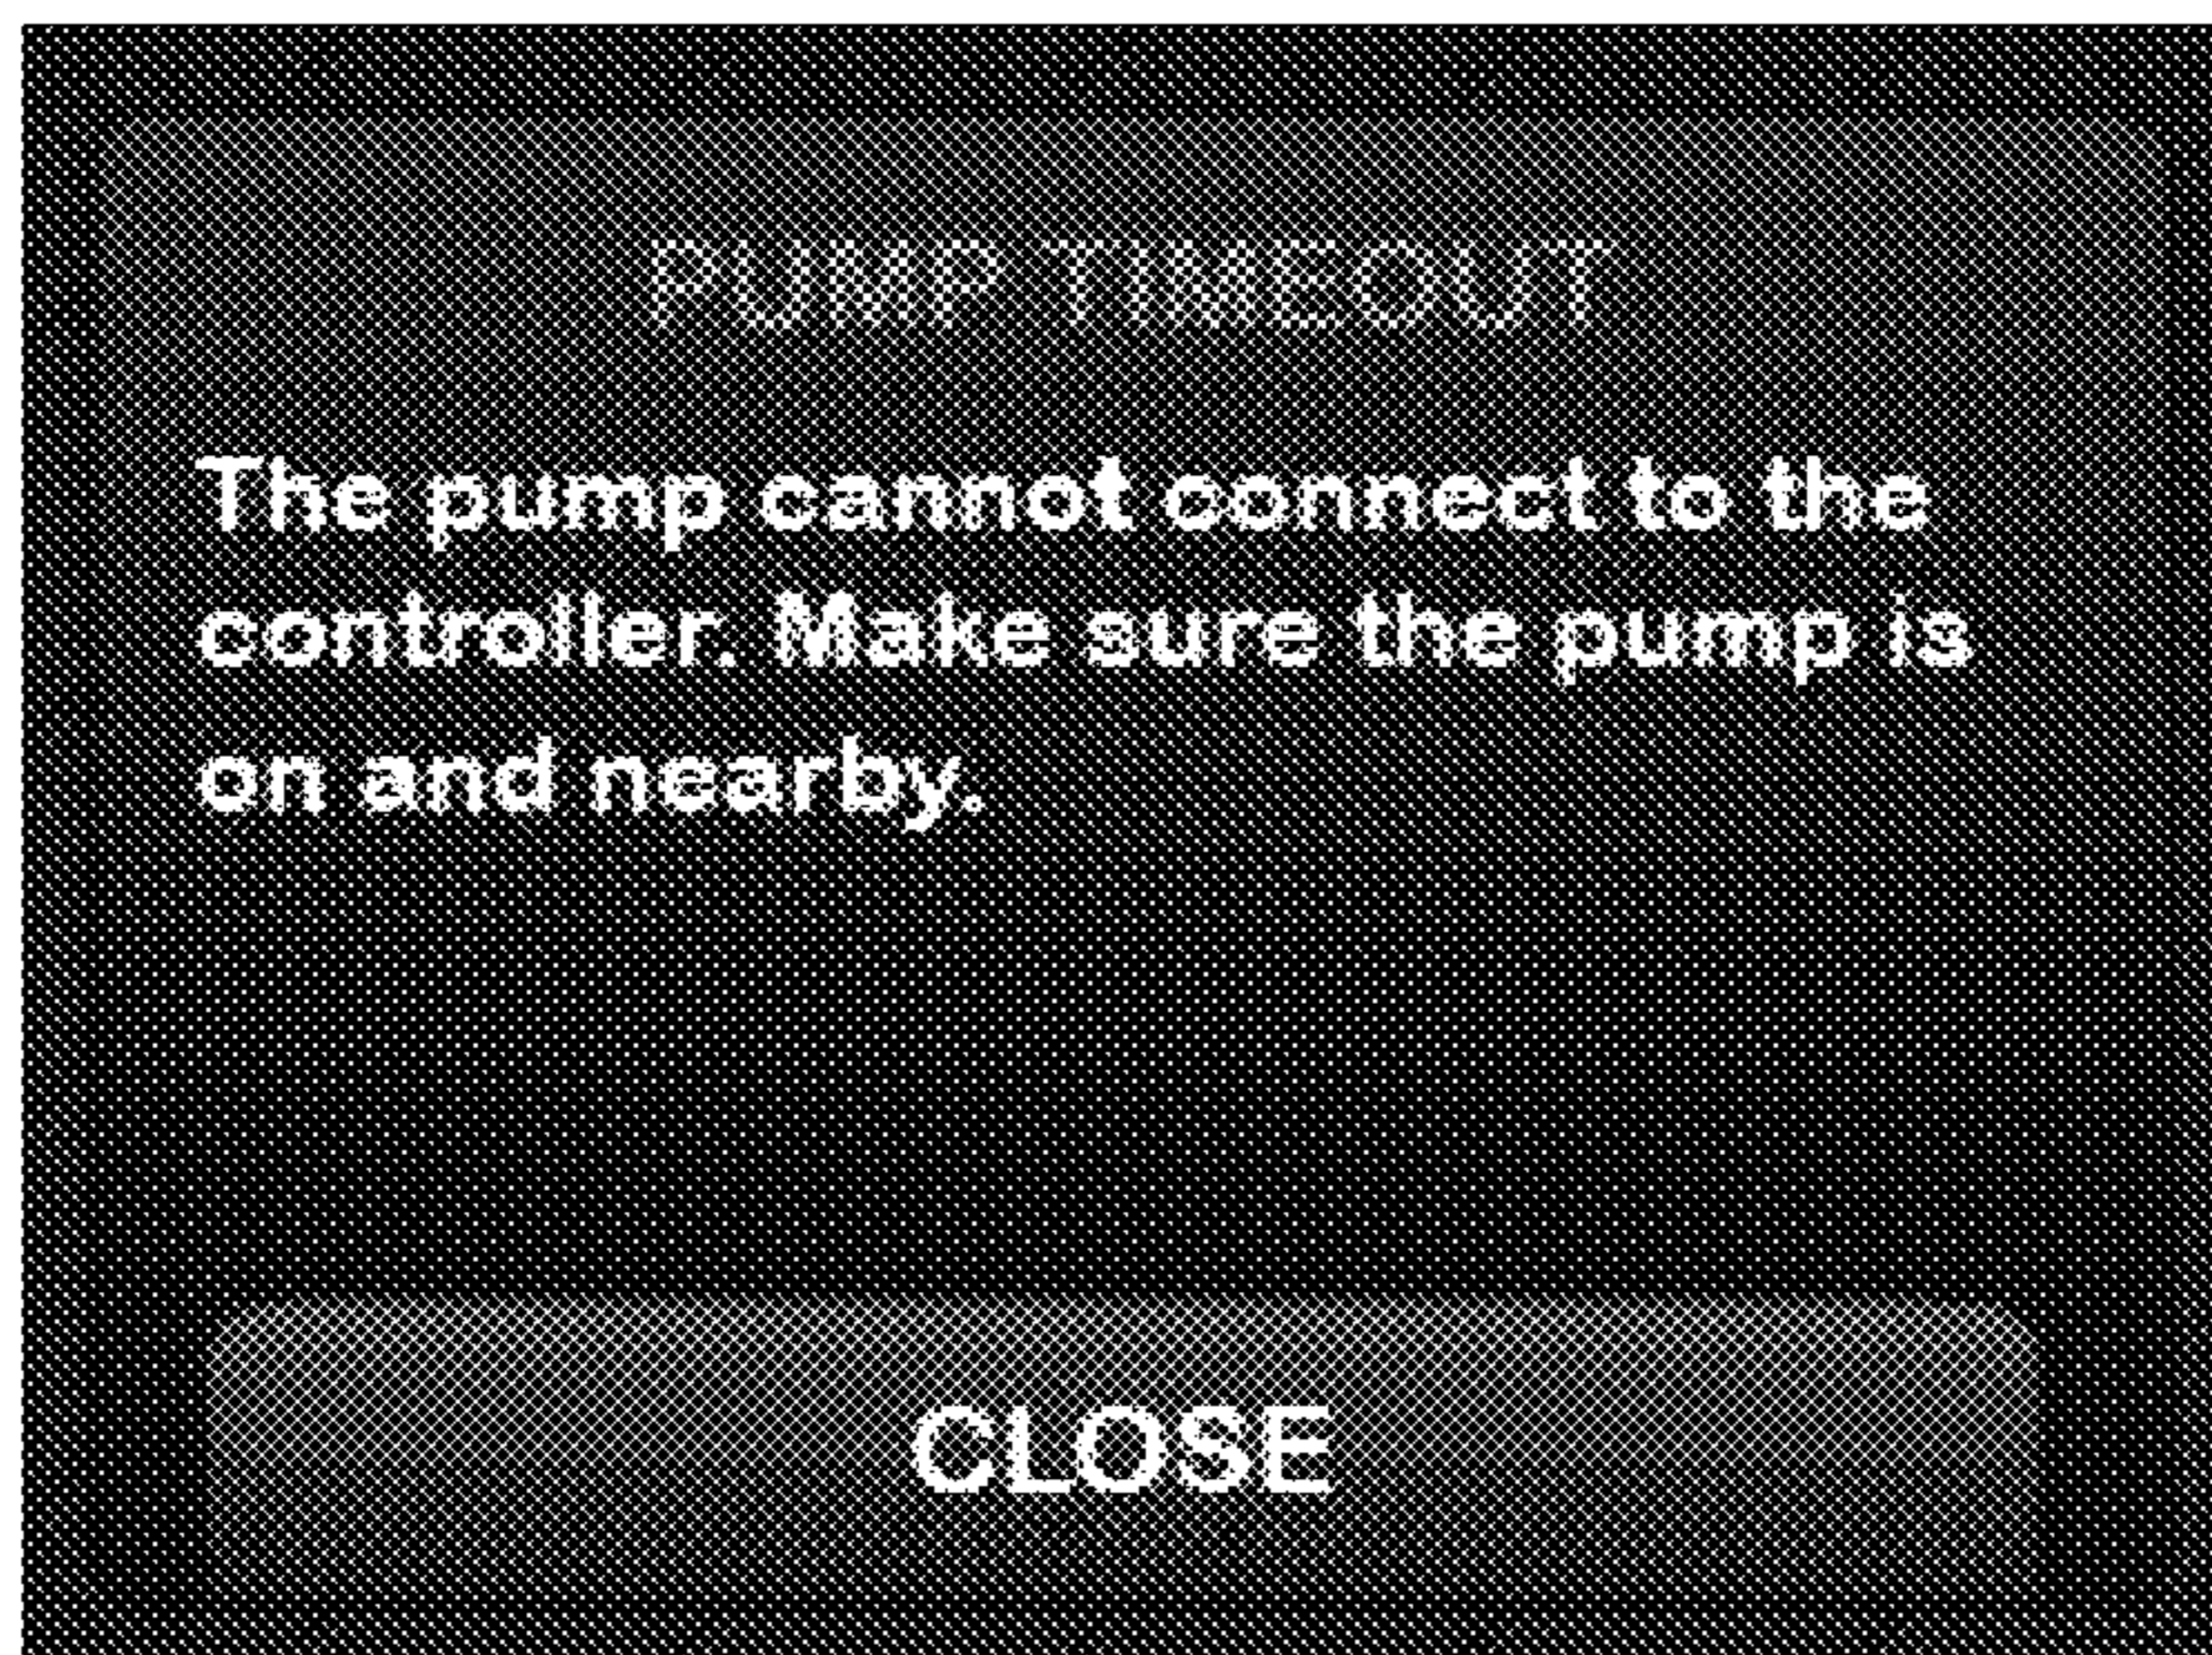 PUMP TIMEOUT
The pump cannot connect to the
controller. Make sure the pump is
on and nearby.
CLOSE